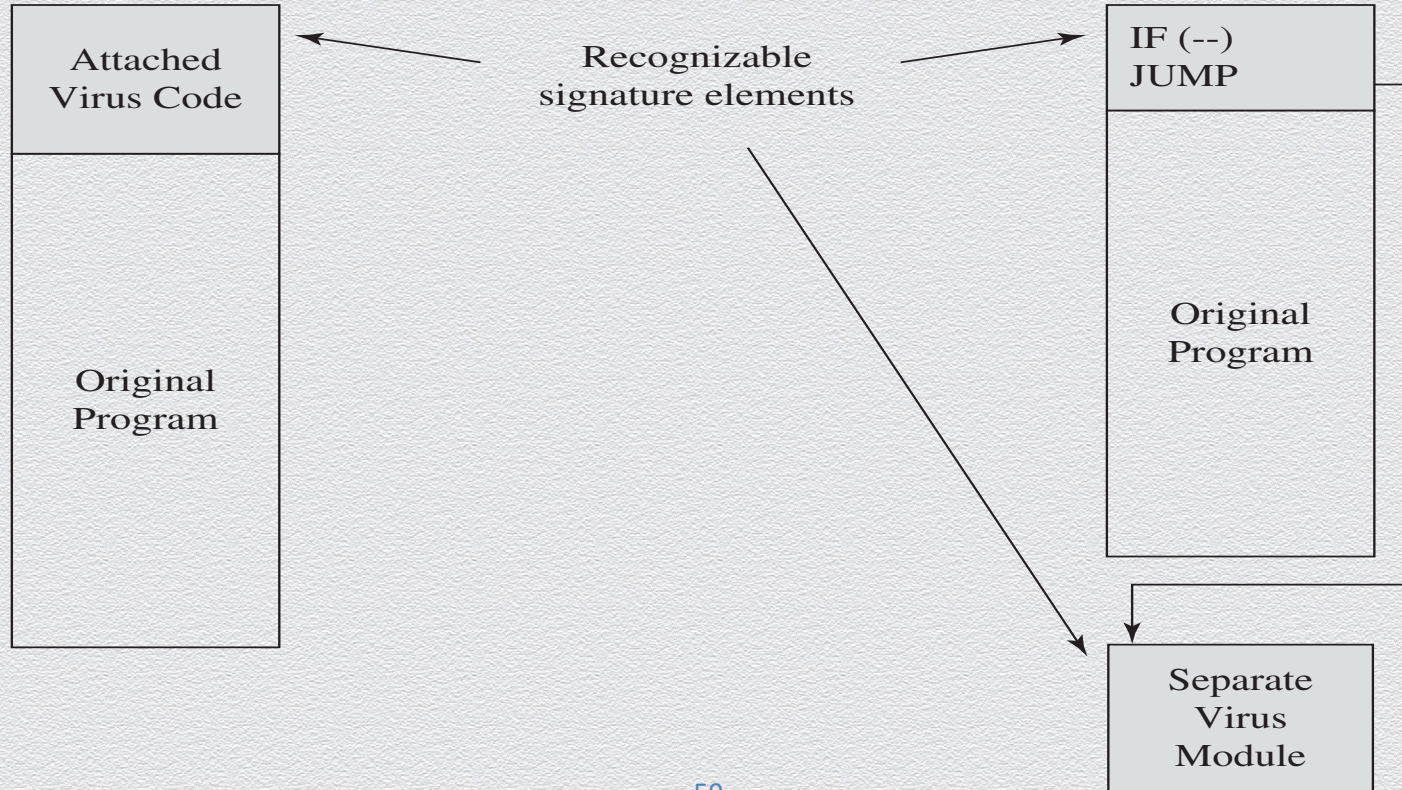 Attached
Virus Code
Original
Program
Recognizable
signature elements
IF (--)
JUMP
Original
Program
Separate
Virus
Module